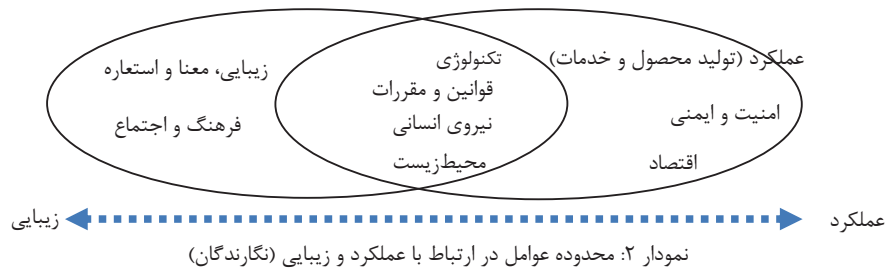 عملکرد (تولید محصول و خدمات)
امنیت و ایمنی
اقتصاد
تکنولوژی
قوانین و مقررات
نیروی انسانی
محیط‌زیست
زیبایی، معنا و استعاره
فرهنگ و اجتماع
عملکرد
زیبایی
نمودار ۲: محدوده عوامل در ارتباط با عملکرد و زیبایی (نگارندگان)